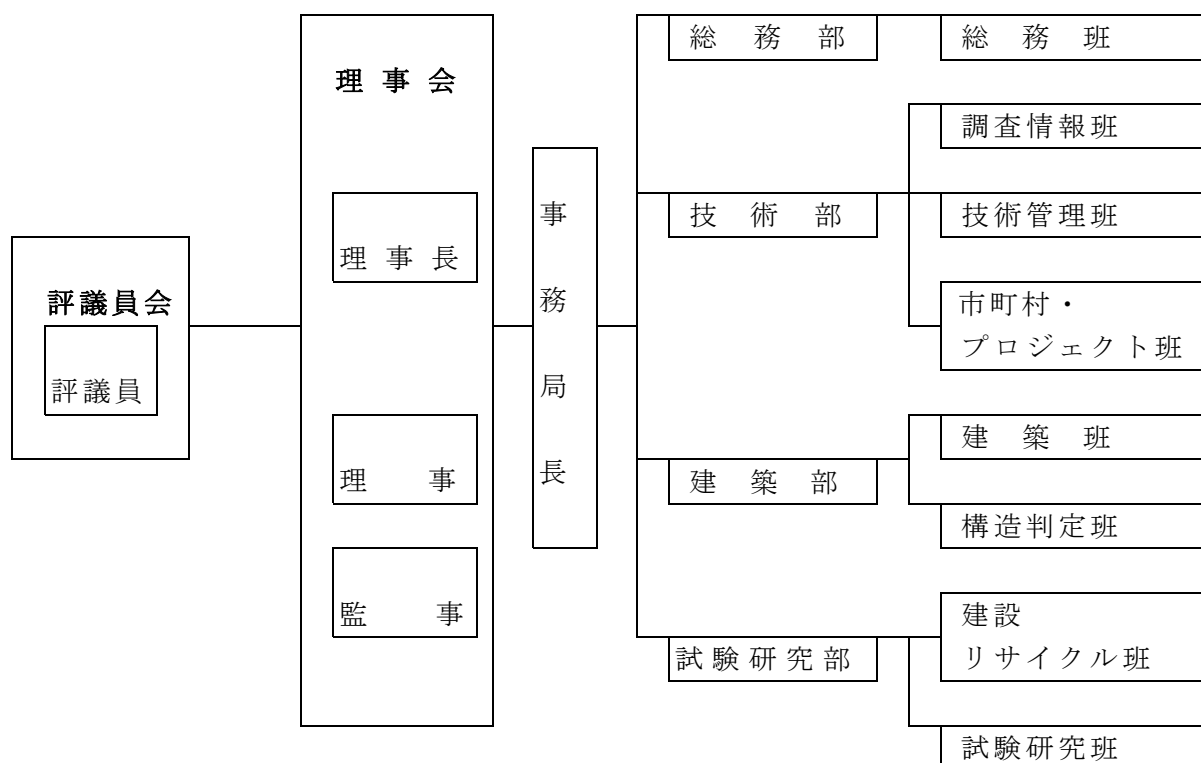 評議員会
評議員
理事会
理事長
理事
監事
事務局長
総務部
総務班
技術部
調査情報班
技術管理班
市町村・
プロジェクト班
建築部
建築班
構造判定班
試験研究部
建設
リサイクル班
試験研究班